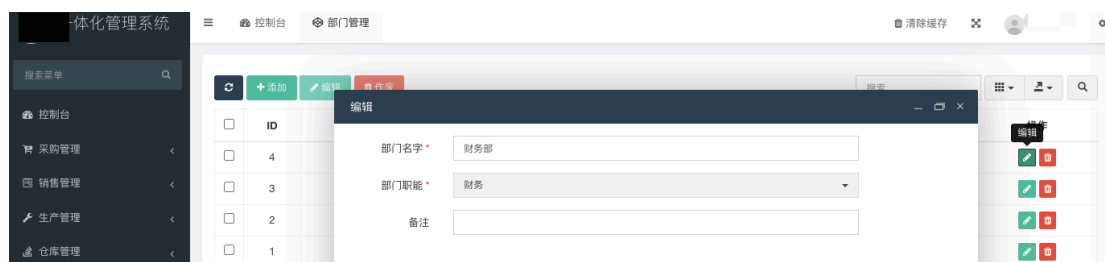 一体化管理系统
控制台
部门管理
清除缓存
搜索菜单
添加
编辑
作废
搜索
编辑
控制台
ID
编辑
采购管理
部门名字*
财务部
4
销售管理
部门职能*
财务
3
生产管理
备注
2
仓库管理
1